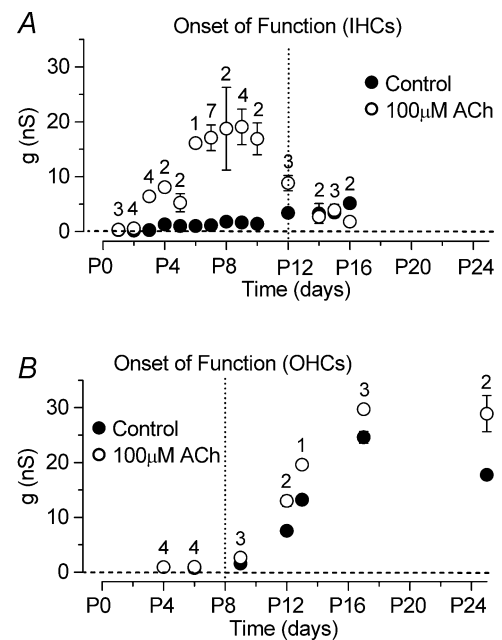 A
Onset of Function (IHCs)
g (nS)
30
20
10
0
Control
100µM ACh
3 4 4 2 2 1 7 2 4 2 3 2 3 2
P0 P4 P8 P12 P16 P20 P24
Time (days)
B
Onset of Function (OHCs)
g (nS)
30
20
10
0
Control
100µM ACh
4 4 3 2 1 3 2
P0 P4 P8 P12 P16 P20 P24
Time (days)